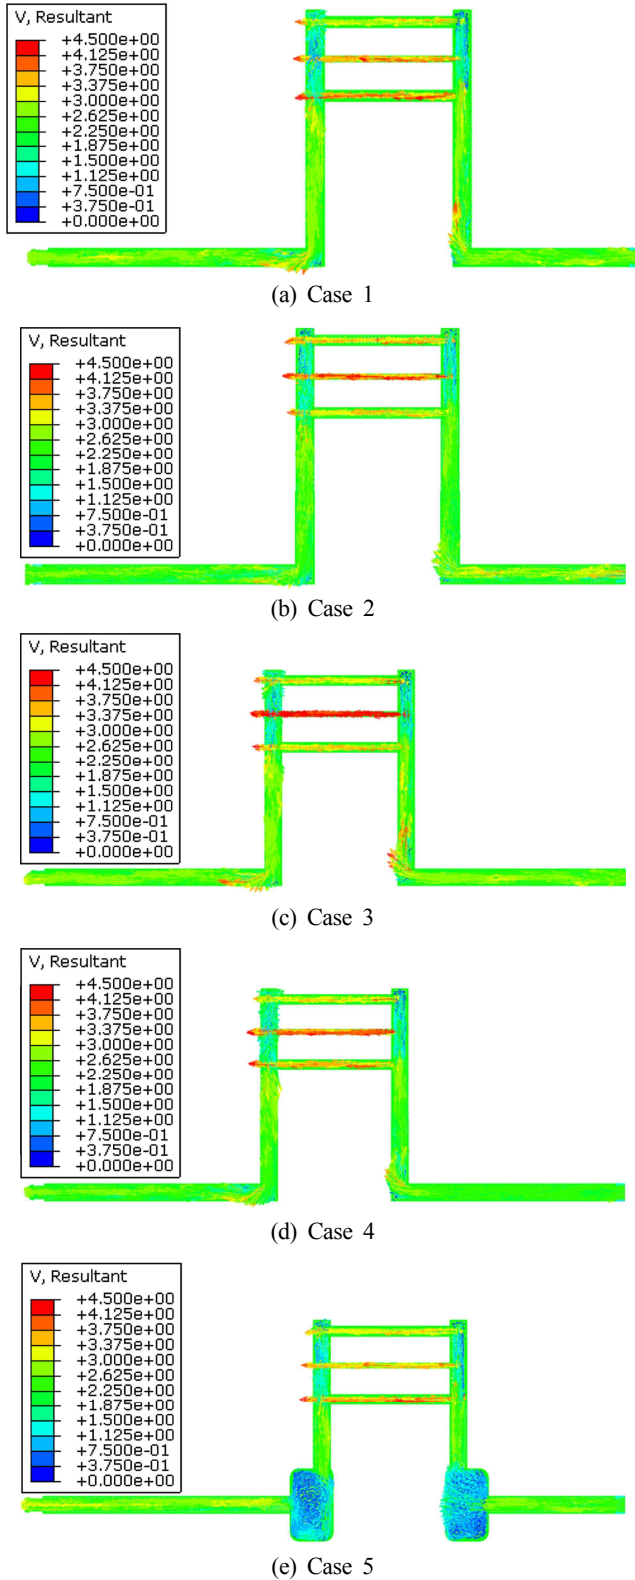 V, Resultant
+4.500e+00
+4.125e+00
+3.750e+00
+3.375e+00
+3.000e+00
+2.625e+00
+2.250e+00
+1.875e+00
+1.500e+00
+1.125e+00
+7.500e-01
+3.750e-01
+0.000e+00
(a) Case 1
V, Resultant
+4.500e+00
+4.125e+00
+3.750e+00
+3.375e+00
+3.000e+00
+2.625e+00
+2.250e+00
+1.875e+00
+1.500e+00
+1.125e+00
+7.500e-01
+3.750e-01
+0.000e+00
(b) Case 2
V, Resultant
+4.500e+00
+4.125e+00
+3.750e+00
+3.375e+00
+3.000e+00
+2.625e+00
+2.250e+00
+1.875e+00
+1.500e+00
+1.125e+00
+7.500e-01
+3.750e-01
+0.000e+00
(c) Case 3
V, Resultant
+4.500e+00
+4.125e+00
+3.750e+00
+3.375e+00
+3.000e+00
+2.625e+00
+2.250e+00
+1.875e+00
+1.500e+00
+1.125e+00
+7.500e-01
+3.750e-01
+0.000e+00
(d) Case 4
V, Resultant
+4.500e+00
+4.125e+00
+3.750e+00
+3.375e+00
+3.000e+00
+2.625e+00
+2.250e+00
+1.875e+00
+1.500e+00
+1.125e+00
+7.500e-01
+3.750e-01
+0.000e+00
(e) Case 5